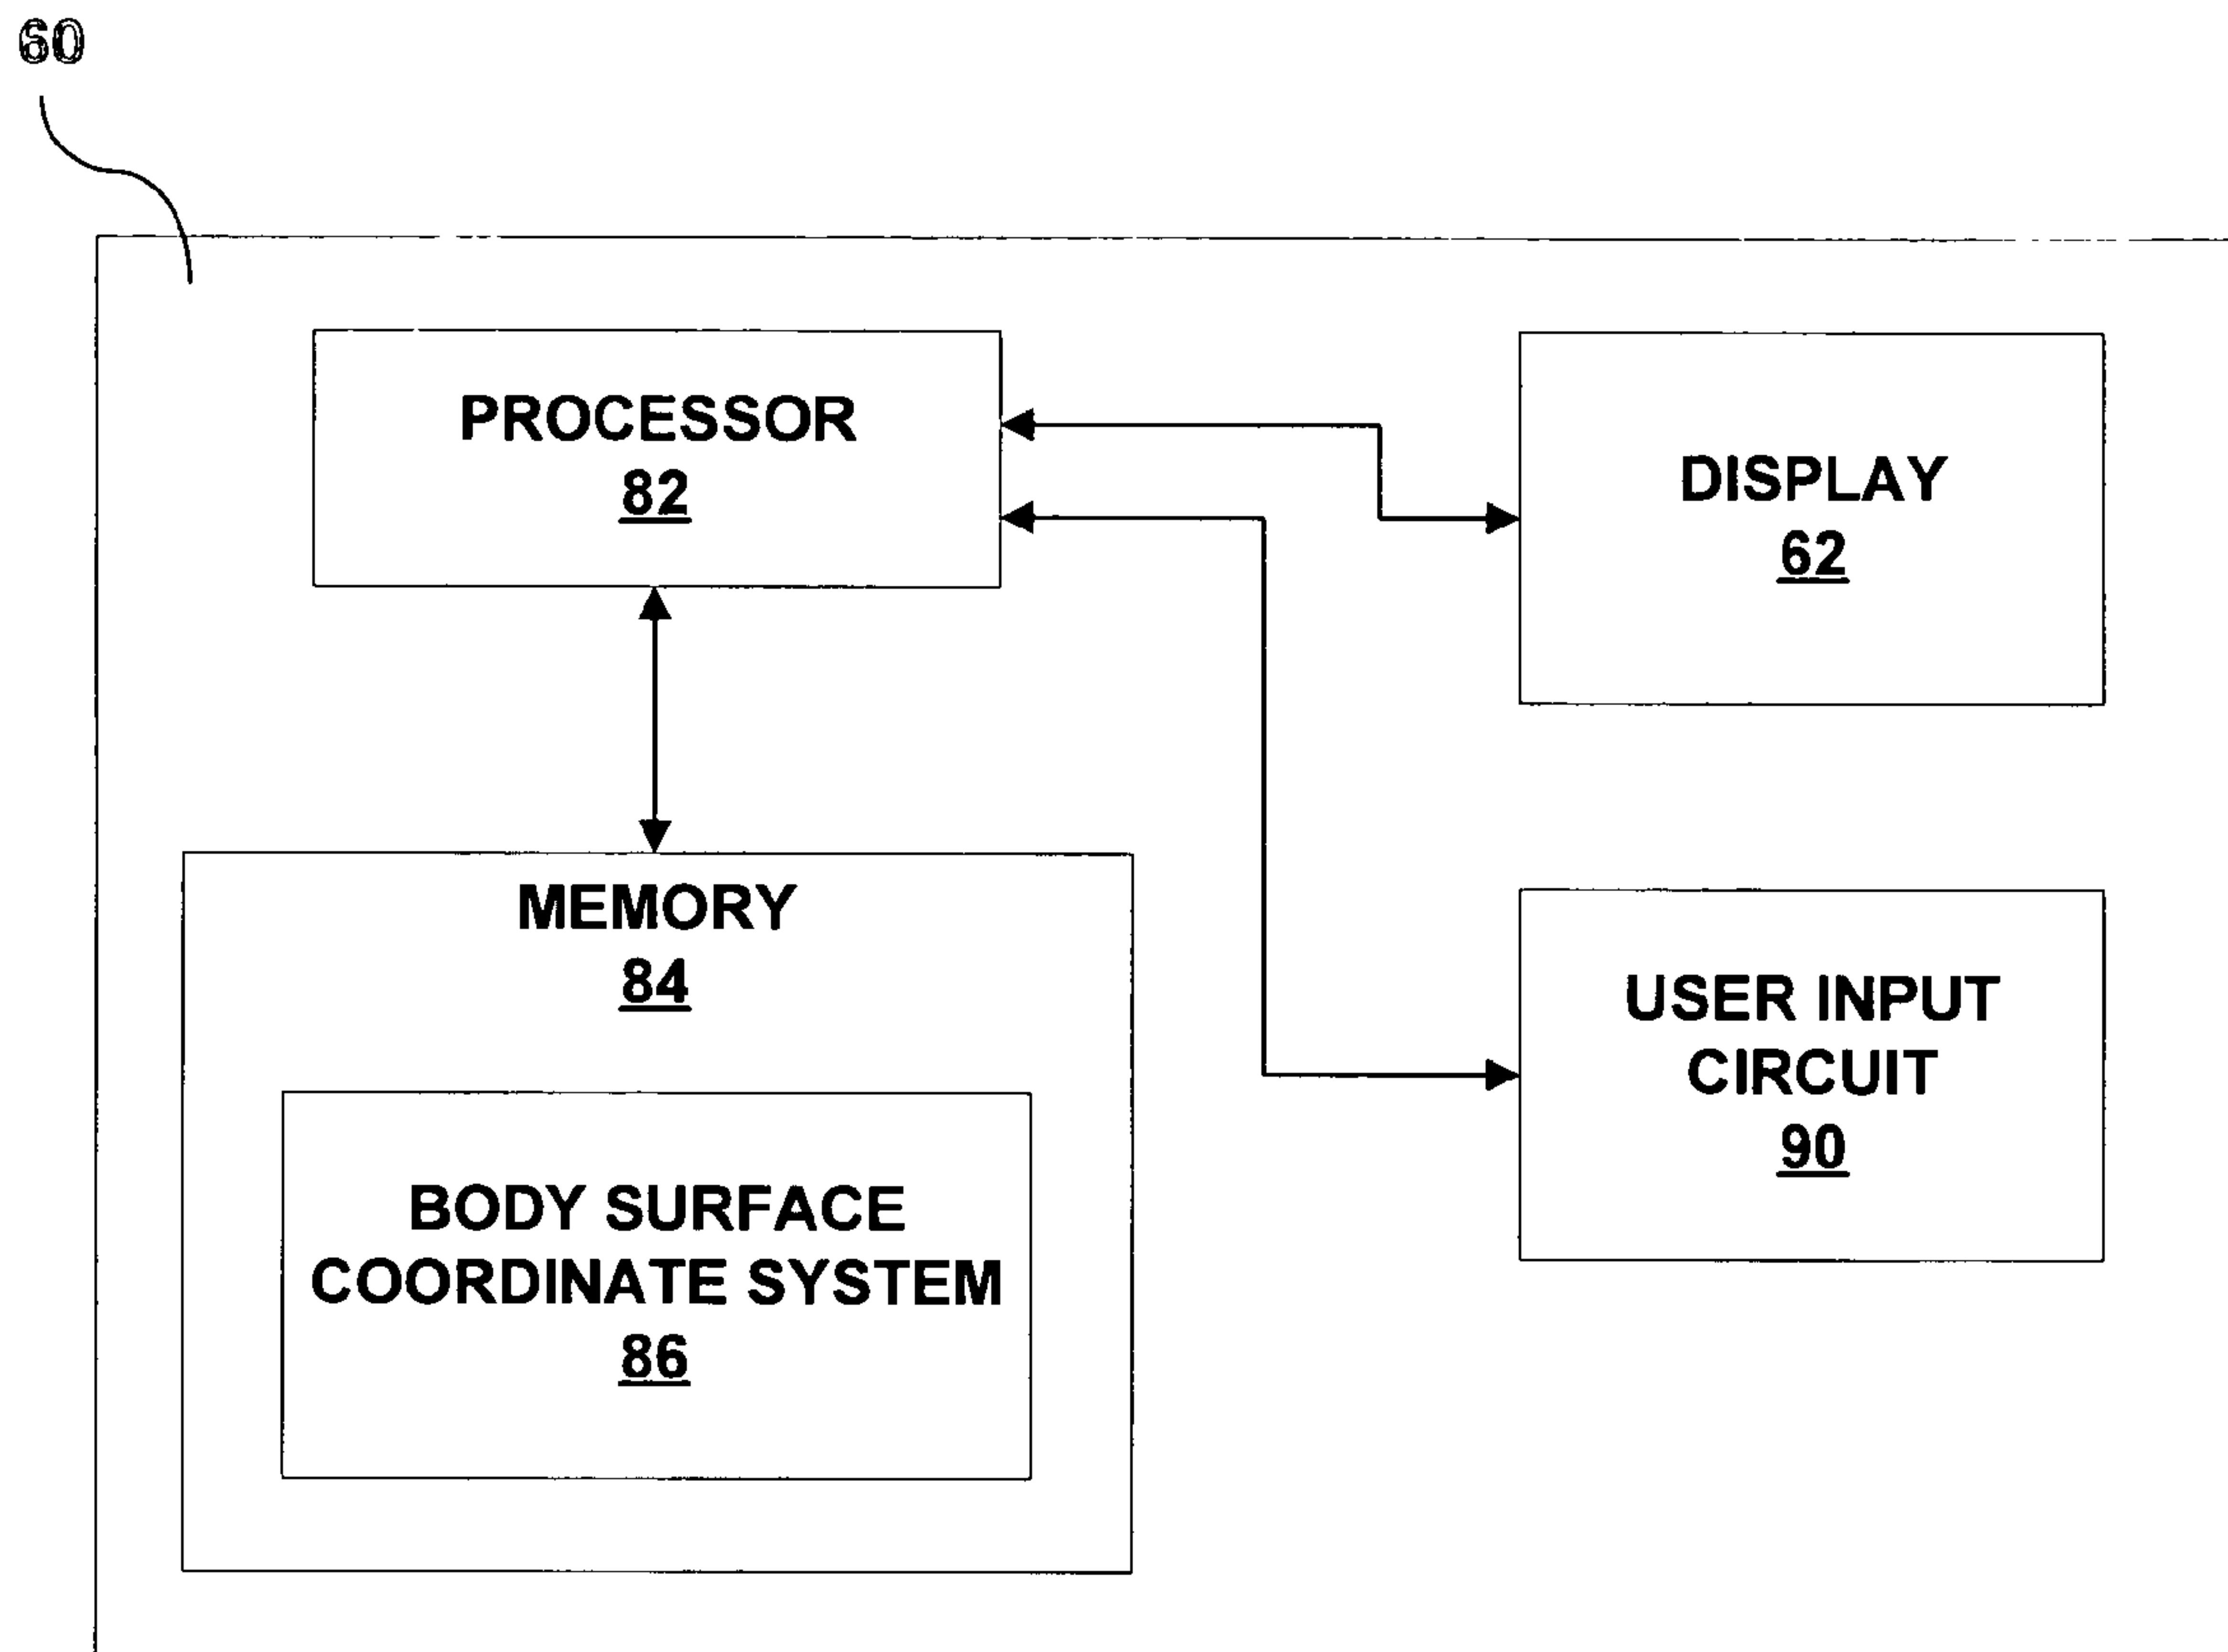 60
PROCESSOR
82
DISPLAY
62
MEMORY
84
USER INPUT
CIRCUIT
90
BODY SURFACE
COORDINATE SYSTEM
86